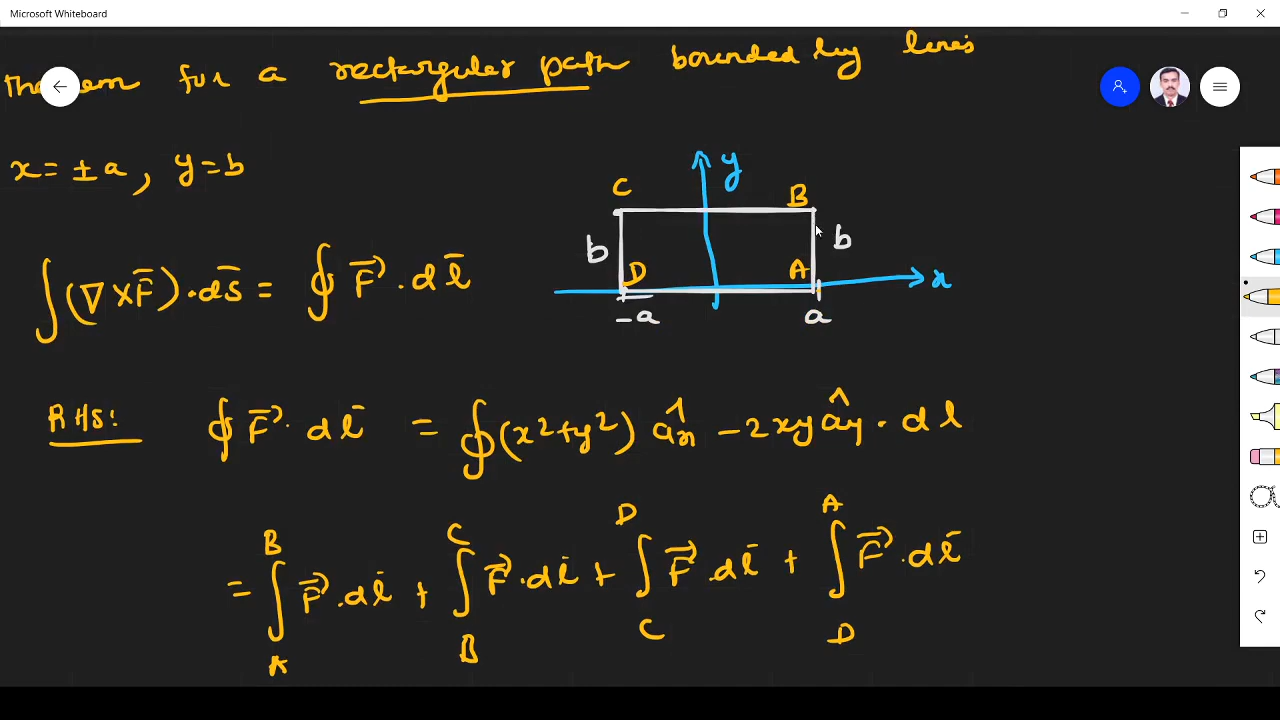 Microsoft Whiteboard
theorem for a rectangular path bounded by lines
x = ±a, y = b
y
C B
b b
D A
x
-a a
∫(∇×F̄)·ds̄ = ∮ F⃗·dl̄
RHS: ∮ F⃗·dl̄ = ∮(x²+y²) âx - 2xy ây · dl
= ∫_A^B F⃗·dl̄ + ∫_B^C F⃗·dl̄ + ∫_C^D F⃗·dl̄ + ∫_D^A F⃗·dl̄